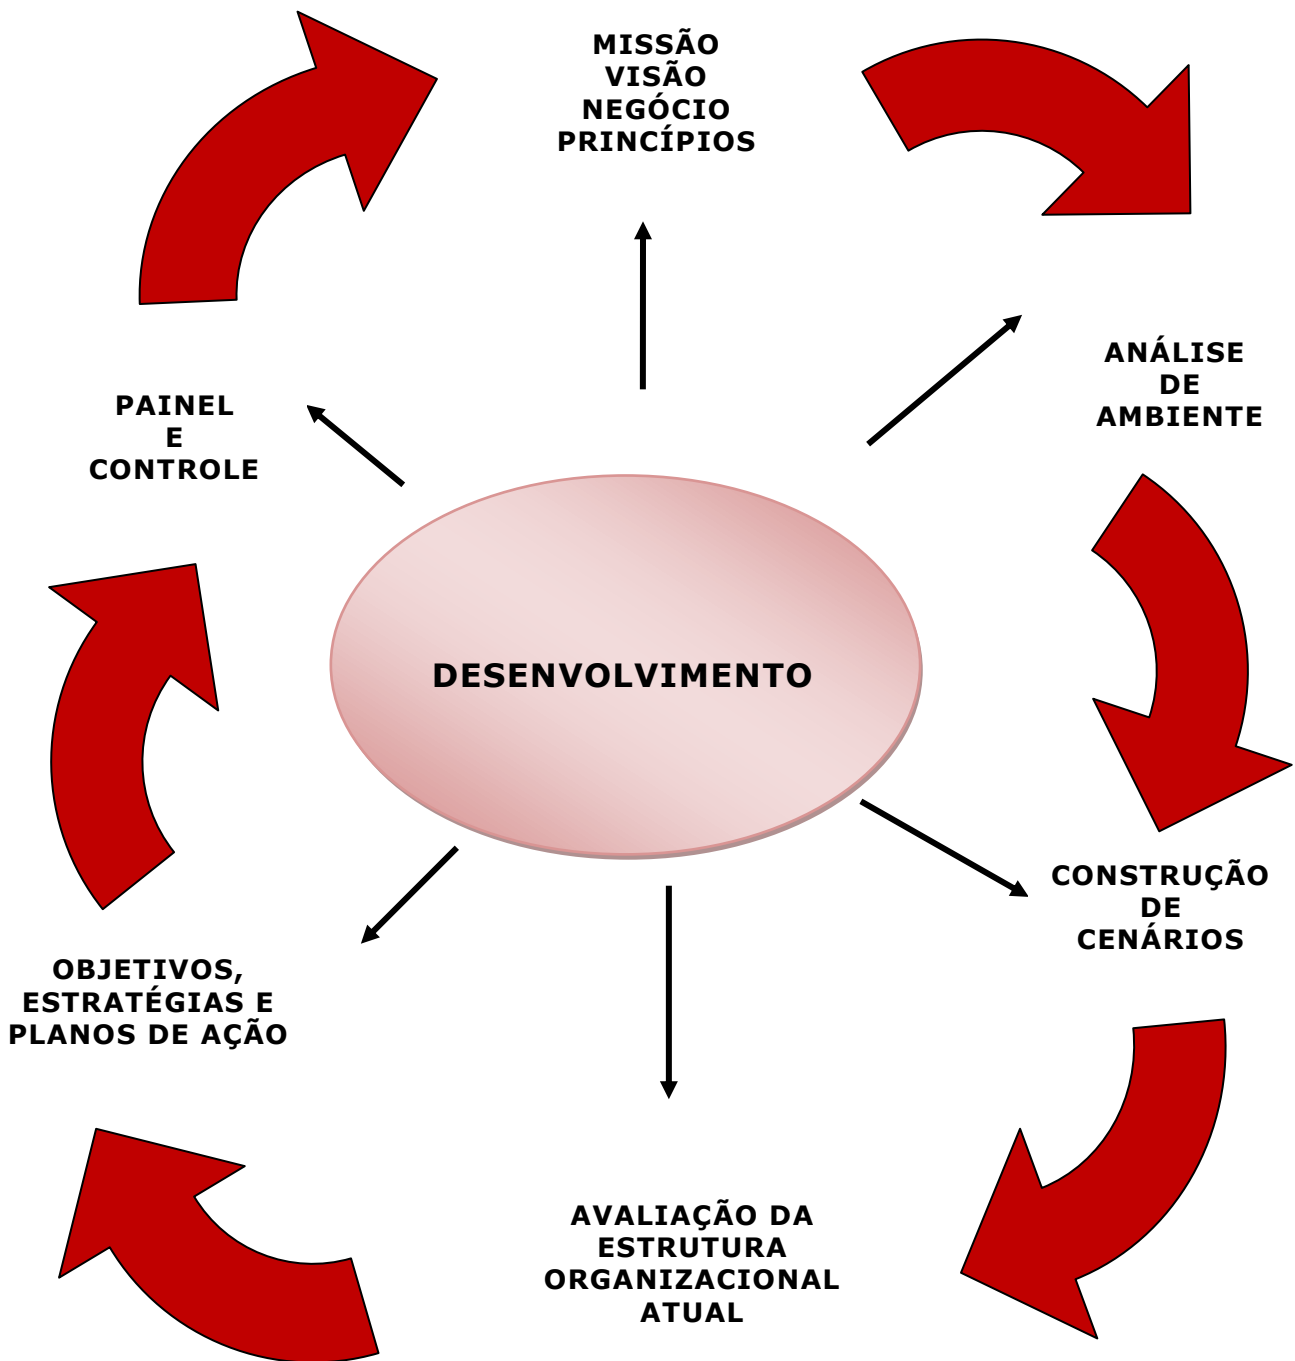 MISSÃO
VISÃO
NEGÓCIO
PRINCÍPIOS
ANÁLISE
DE
AMBIENTE
PAINEL
E
CONTROLE
DESENVOLVIMENTO
CONSTRUÇÃO
DE
CENÁRIOS
OBJETIVOS,
ESTRATÉGIAS E
PLANOS DE AÇÃO
AVALIAÇÃO DA
ESTRUTURA
ORGANIZACIONAL
ATUAL